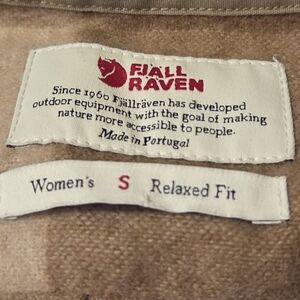 FJÄLL
RÄVEN
Since 1960 Fjällräven has developed
outdoor equipment with the goal of making
nature more accessible to people.
Made in Portugal
Women's S Relaxed Fit